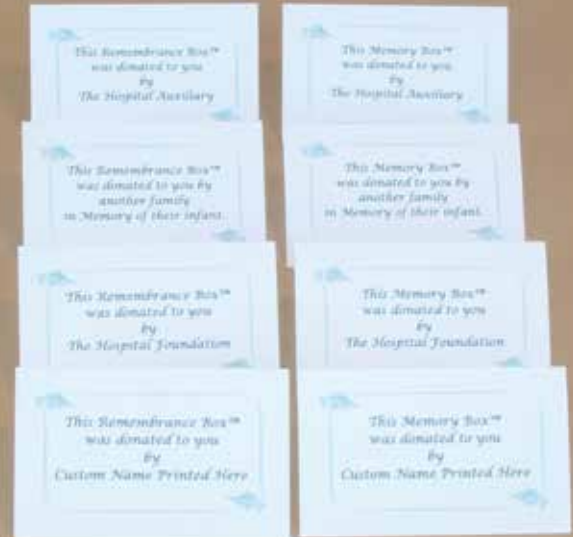 This Remembrance Box™
was donated to you
by
The Hospital Auxiliary
This Memory Box™
was donated to you
by
The Hospital Auxiliary
This Remembrance Box™
was donated to you by
another family
in Memory of their infant.
This Memory Box™
was donated to you by
another family
in Memory of their infant.
This Remembrance Box™
was donated to you
by
The Hospital Foundation
This Memory Box™
was donated to you
by
The Hospital Foundation
This Remembrance Box™
was donated to you
by
Custom Name Printed Here
This Memory Box™
was donated to you
by
Custom Name Printed Here